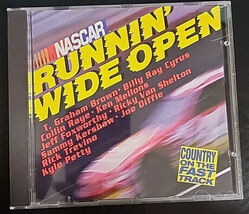 NASCAR
RUNNIN'
WIDE OPEN
T. Graham Brown • Billy Ray Cyrus
Collin Raye • Ken Mellons
Jeff Foxworthy • Ricky Van Shelton
Sammy Kershaw • Joe Diffie
Rick Trevino
Kyle Petty
COUNTRY
ON THE
FAST
TRACK